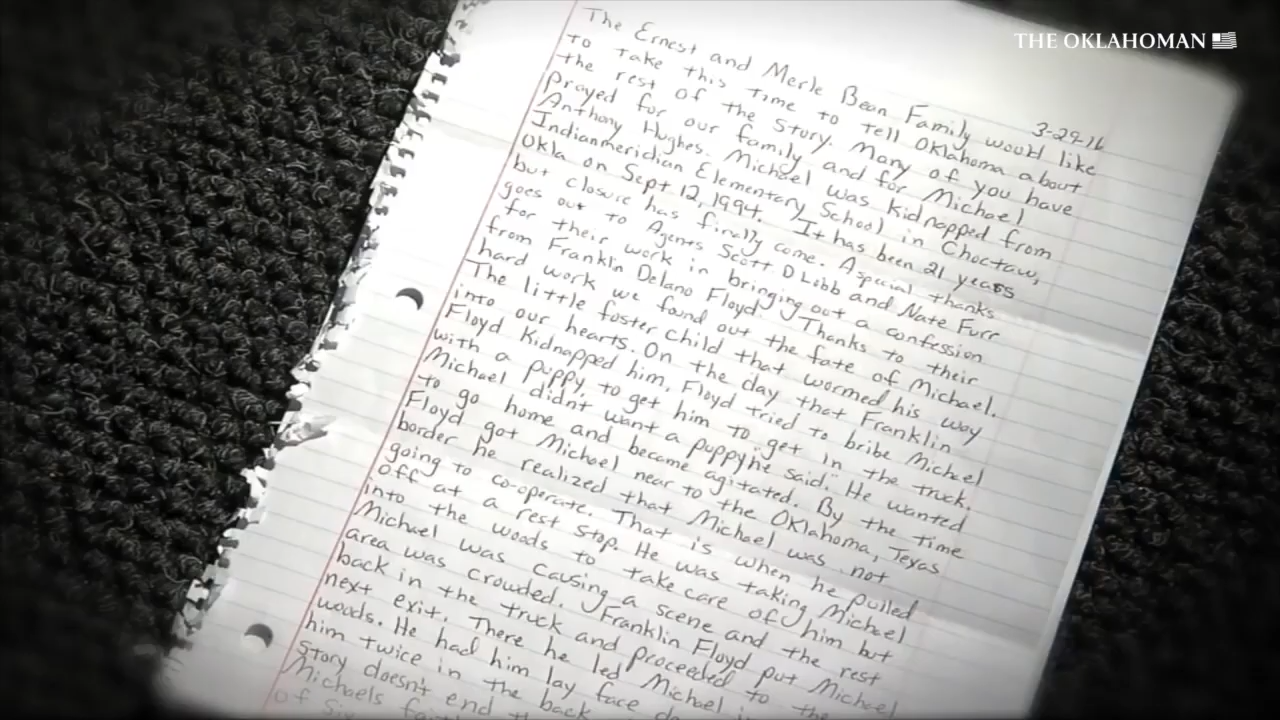 THE OKLAHOMAN
3-29-16
The Ernest and Merle Bean Family would like
to take this time to tell Oklahoma about
the rest of the story. Many of you have
Prayed for our family and for Michael
Anthony Hughes. Michael was kidnapped from
Indianmeridian Elementary School in Choctaw,
Okla on Sept 12, 1994. It has been 21 years
but closure has finally come. A special thanks
goes out to Agents Scott D Libb and Nate Furr
for their work in bringing out a confession
from Franklin Delano Floyd. Thanks to their
hard work we found out the fate of Michael.
The little foster child that wormed his way
into our hearts. On the day that Franklin
Floyd Kidnapped him, Floyd tried to bribe Michael
with a puppy, to get him to get in the truck.
Michael didnt want a puppy he said." He wanted
to go home and became agitated. By the time
Floyd got Michael near to the Oklahoma, Texas
border he realized that Michael was not
going to co-operate. That is when he pulled
off at a rest stop. He was taking Michael
into the woods to take care of him but
Michael was causing a scene and the rest
area was crowded. Franklin Floyd put Michael
back in the truck and proceeded to the
next exit. There he led Michael
woods. He had him lay face
him twice in the back
story doesn't end
Michaels
of